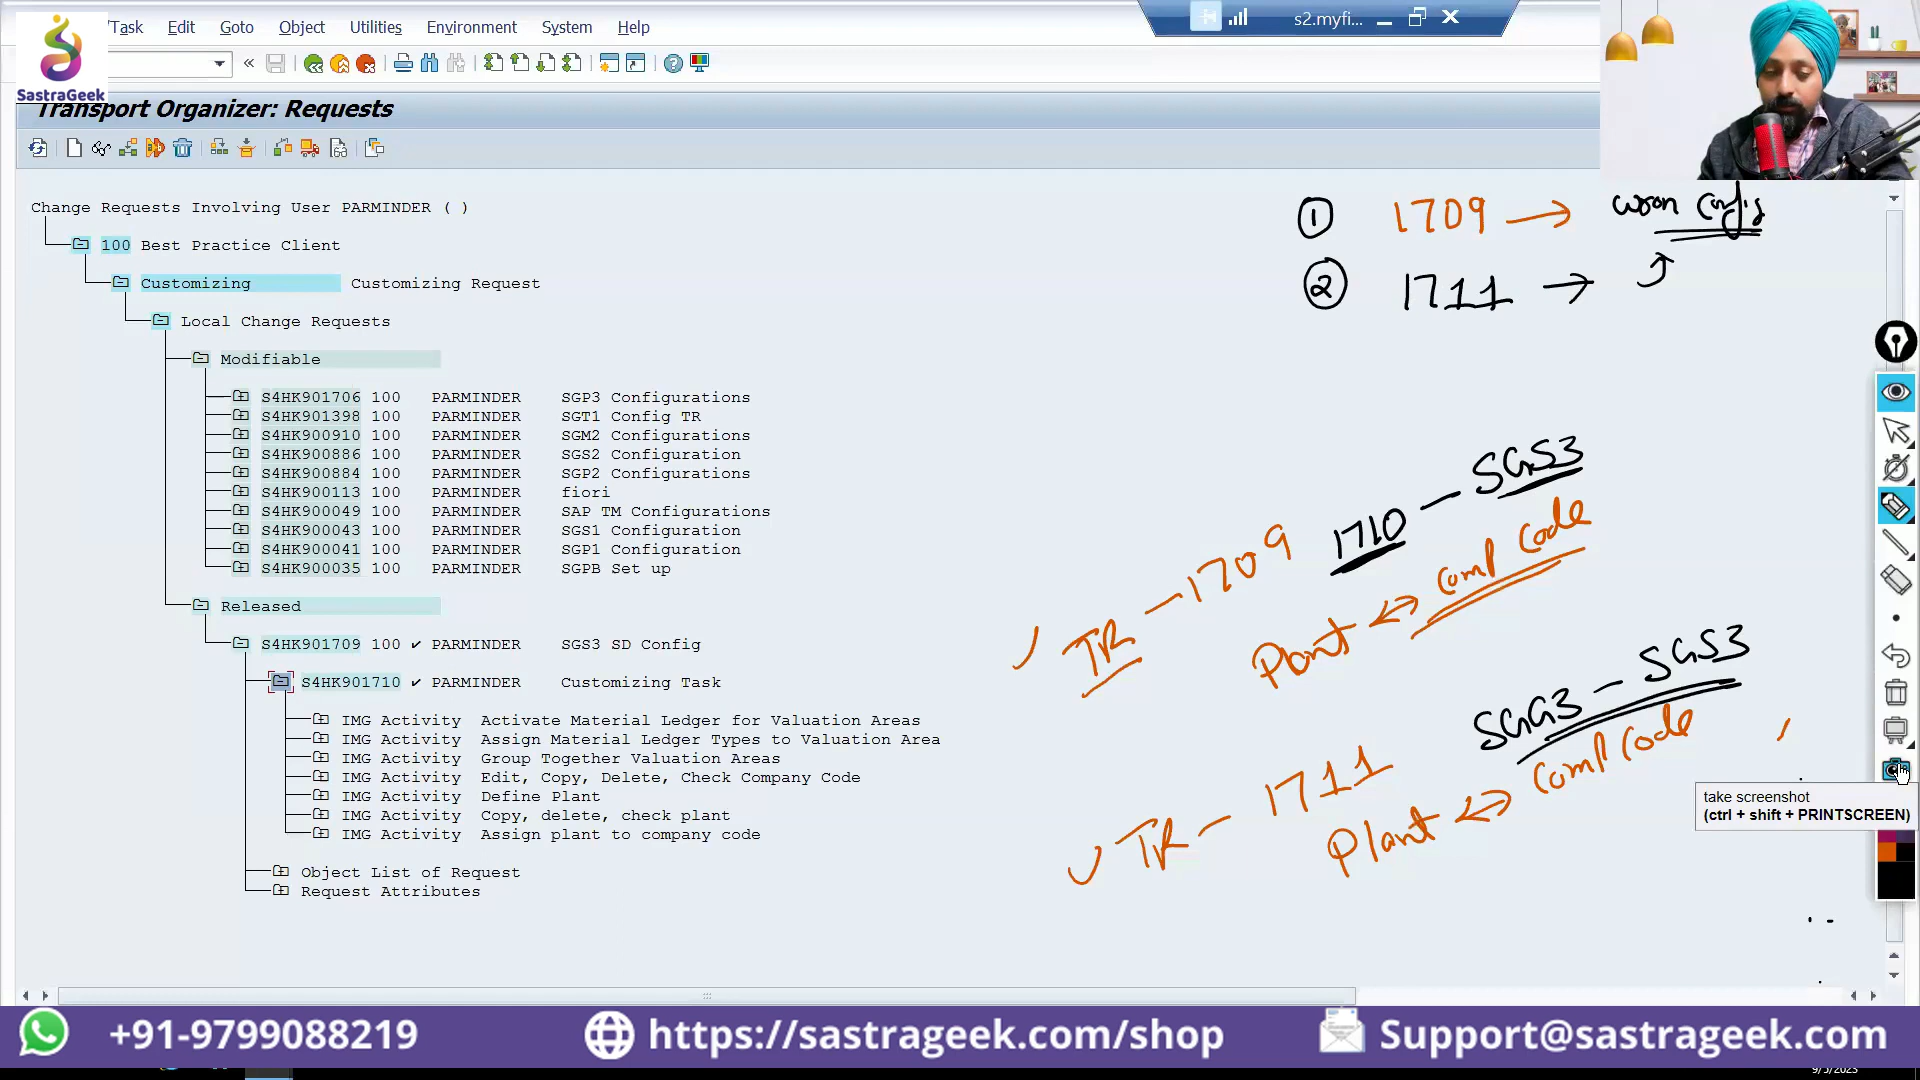 Task Edit Goto Object Utilities Environment System Help
s2.myfi...
SastraGeek
Transport Organizer: Requests
Change Requests Involving User PARMINDER ( )
100 Best Practice Client
Customizing Customizing Request
Local Change Requests
Modifiable
S4HK901706 100 PARMINDER SGP3 Configurations
S4HK901398 100 PARMINDER SGT1 Config TR
S4HK900910 100 PARMINDER SGM2 Configurations
S4HK900886 100 PARMINDER SGS2 Configuration
S4HK900884 100 PARMINDER SGP2 Configurations
S4HK900113 100 PARMINDER fiori
S4HK900049 100 PARMINDER SAP TM Configurations
S4HK900043 100 PARMINDER SGS1 Configuration
S4HK900041 100 PARMINDER SGP1 Configuration
S4HK900035 100 PARMINDER SGPB Set up
Released
S4HK901709 100 ✔ PARMINDER SGS3 SD Config
S4HK901710 ✔ PARMINDER Customizing Task
IMG Activity Activate Material Ledger for Valuation Areas
IMG Activity Assign Material Ledger Types to Valuation Area
IMG Activity Group Together Valuation Areas
IMG Activity Edit, Copy, Delete, Check Company Code
IMG Activity Define Plant
IMG Activity Copy, delete, check plant
IMG Activity Assign plant to company code
Object List of Request
Request Attributes
① 1709 → wron Config
② 1711 →
1710 - SGS3
✓ TR - 1709
Plant ↔ Comp Code
SGG3 - SGS3
✓ TR - 1711
Plant ↔ Comp Code
take screenshot
(ctrl + shift + PRINTSCREEN)
+91-9799088219 https://sastrageek.com/shop Support@sastrageek.com